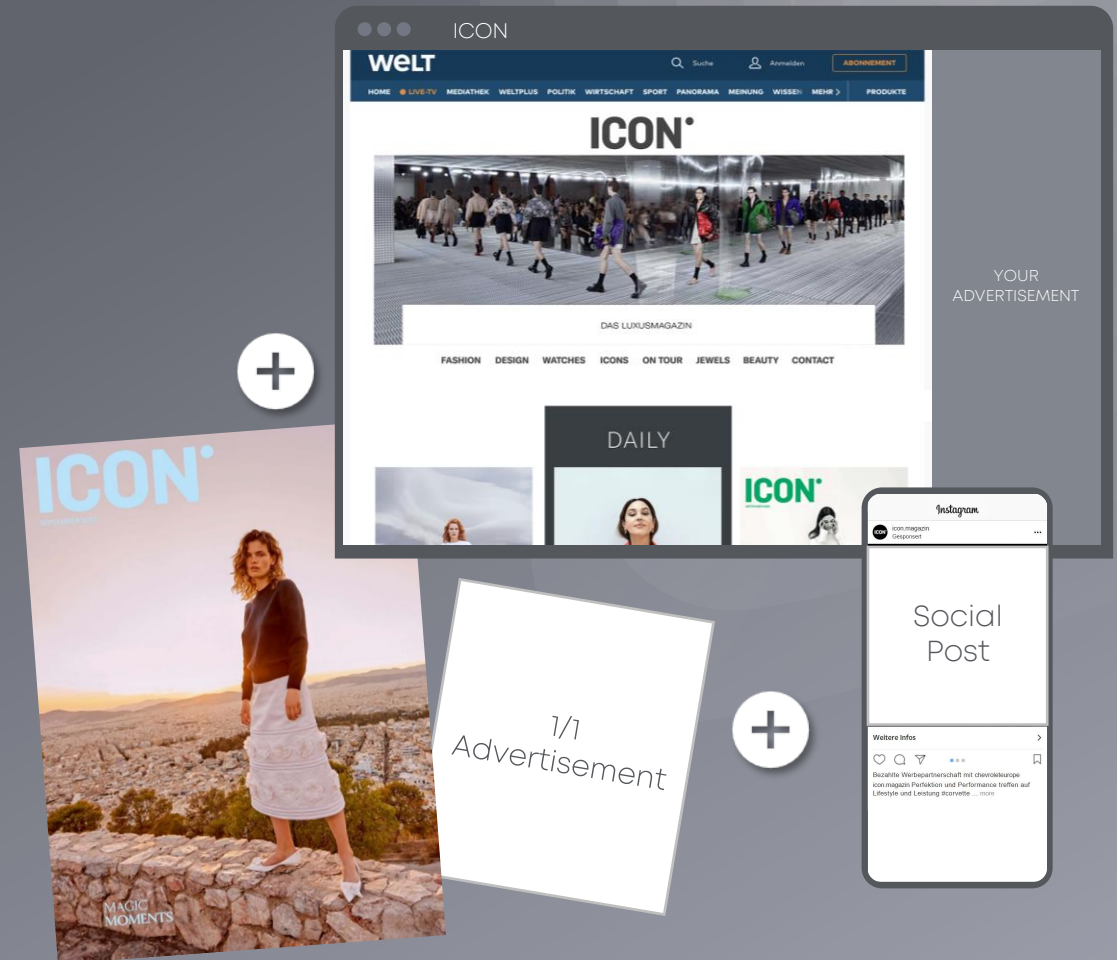 ICON
WELT
Suche
Anmelden
ABONNEMENT
HOME LIVE-TV MEDIATHEK WELTPLUS POLITIK WIRTSCHAFT SPORT PANORAMA MEINUNG WISSEN MEHR PRODUKTE
ICON
DAS LUXUSMAGAZIN
FASHION DESIGN WATCHES ICONS ON TOUR JEWELS BEAUTY CONTACT
DAILY
ICON
YOUR
ADVERTISEMENT
ICON
MAGIC
MOMENTS
1/1
Advertisement
Instagram
ICON
icon.magazin
Gesponsert
Social
Post
Weitere Infos
Bezahlte Werbepartnerschaft mit chevroleteurope
icon.magazin Perfektion und Performance treffen auf
Lifestyle und Leistung #corvette ... more